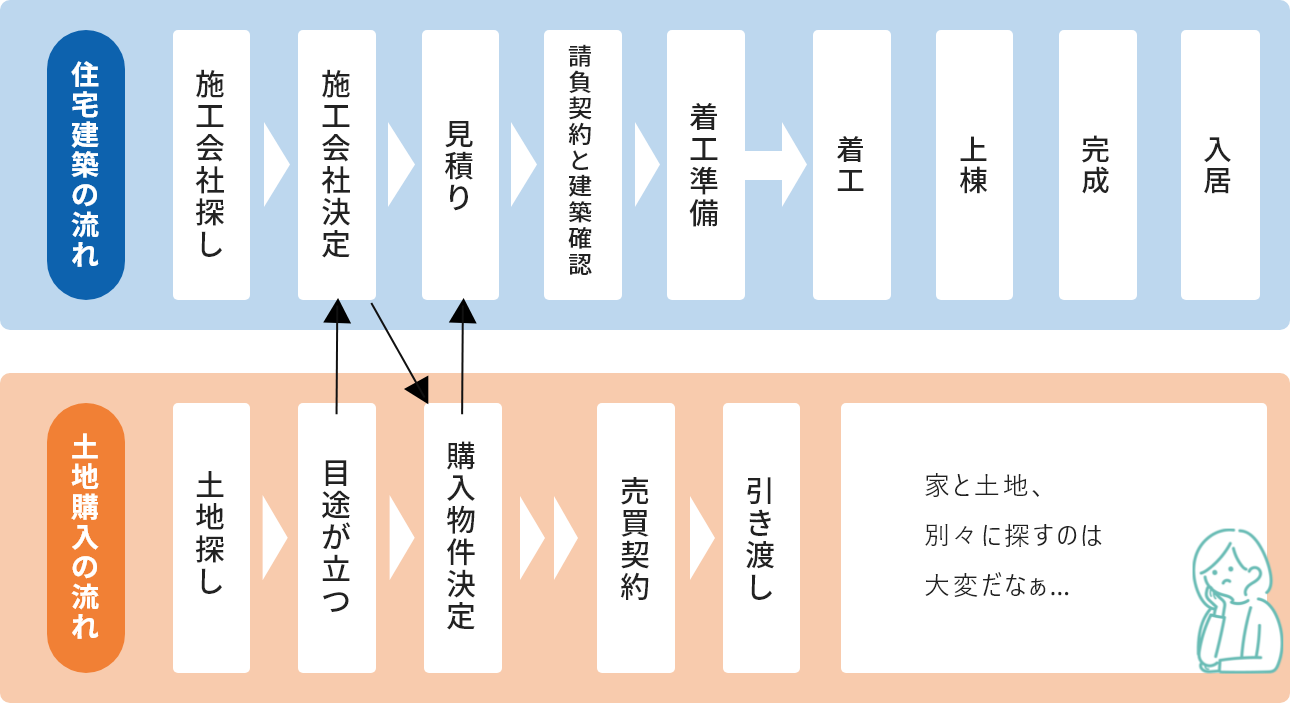 住宅建築の流れ
施工会社探し
施工会社決定
見積り
請負契約と建築確認
着工準備
着工
上棟
完成
入居
土地購入の流れ
土地探し
目途が立つ
購入物件決定
売買契約
引き渡し
家と土地、
別々に探すのは
大変だなぁ…